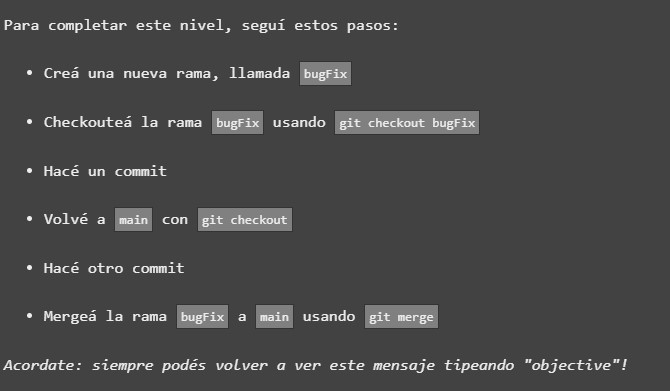 Para completar este nivel, seguí estos pasos:
• Creá una nueva rama, llamada bugFix
• Checkouteá la rama bugFix usando git checkout bugFix
• Hacé un commit
• Volvé a main con git checkout
• Hacé otro commit
• Mergeá la rama bugFix a main usando git merge
Acordate: siempre podés volver a ver este mensaje tipeando "objective"!